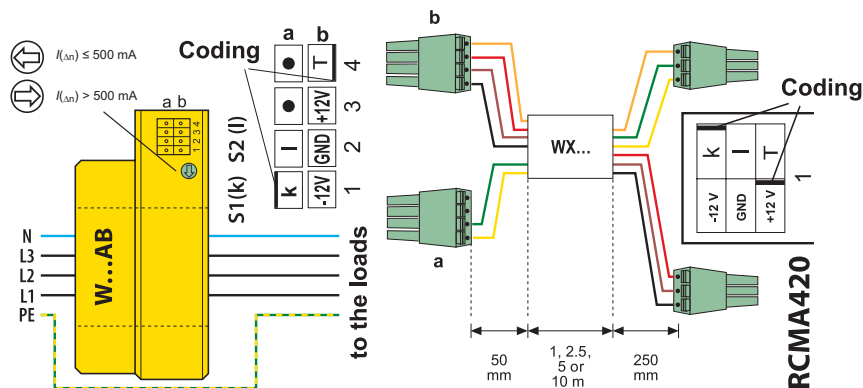 I(Δn) ≤ 500 mA
I(Δn) > 500 mA
Coding
a b
1 2 3 4
W...AB
N
L3
L2
L1
PE
S1(k) S2 (l)
a b
T 4
+12V 3
l GND 2
k -12V 1
to the loads
b
a
WX...
50
mm
1, 2.5,
5 or
10 m
250
mm
Coding
k l T
-12 V GND +12 V
1
RCMA420